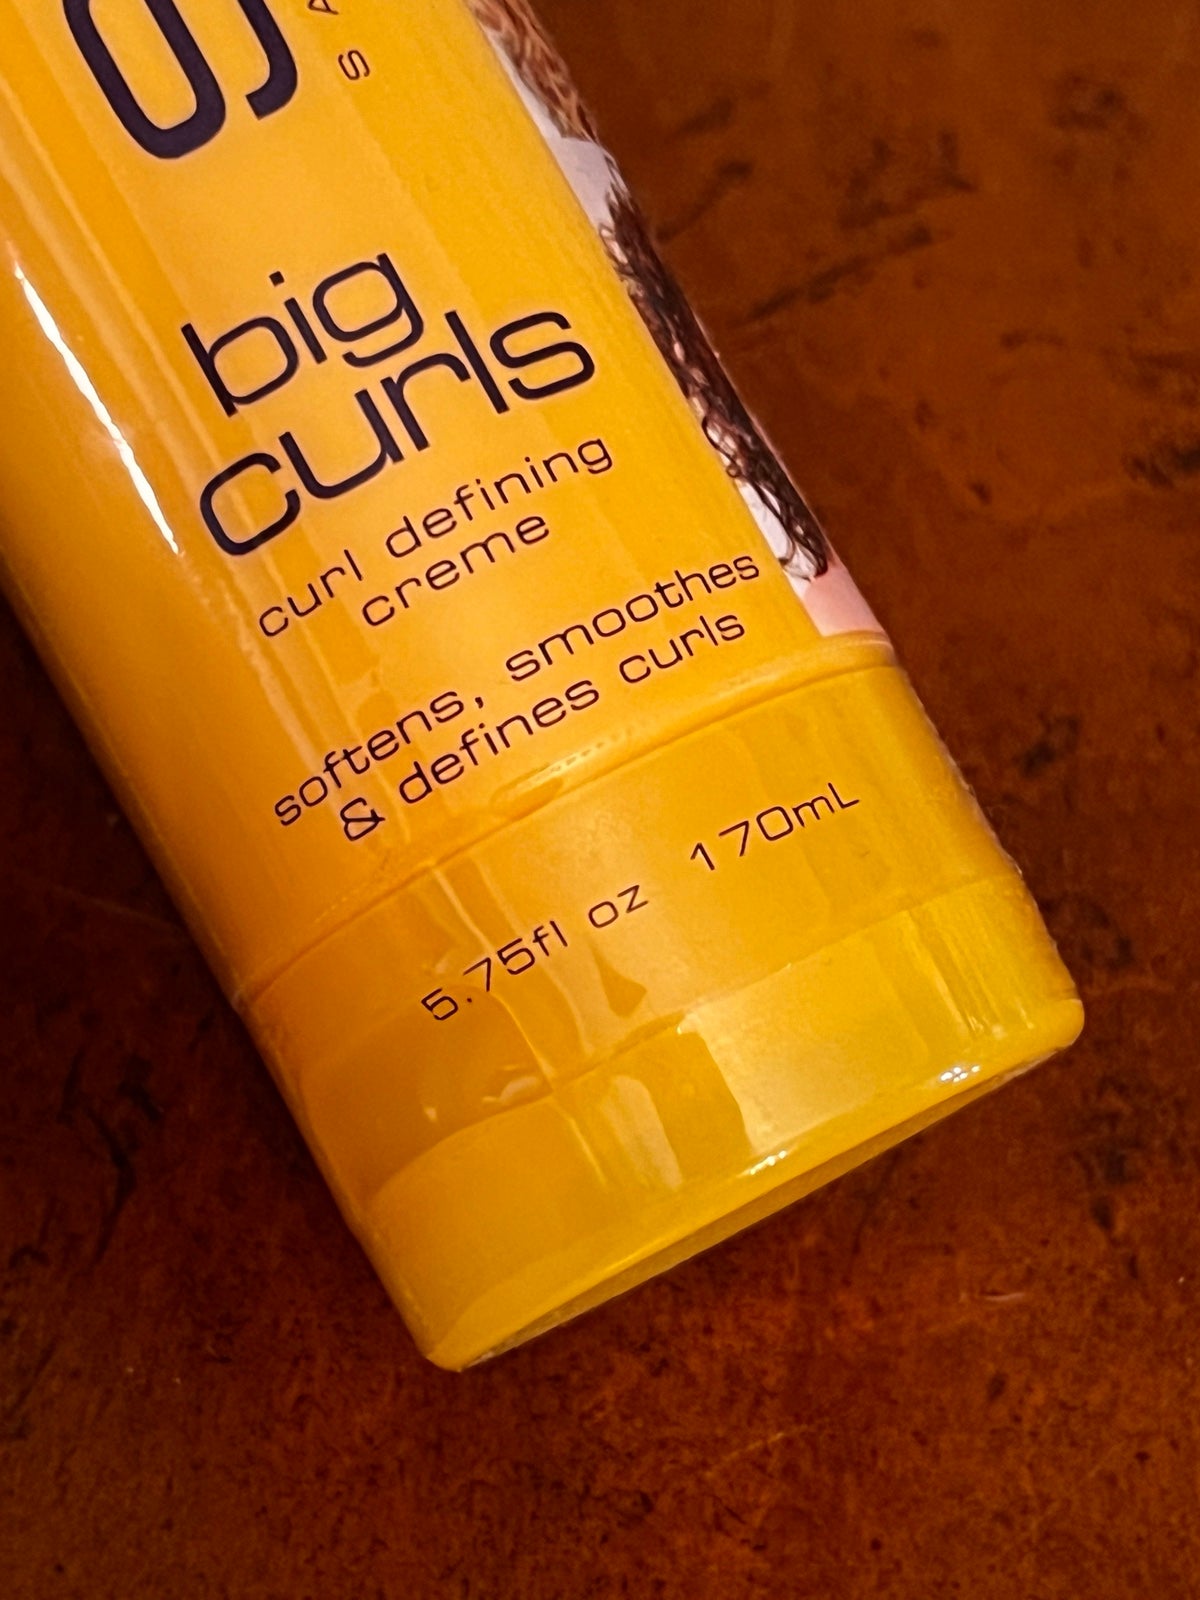 big
curls
curl defining
creme
softens, smoothes
& defines curls
5.75fl oz 170mL